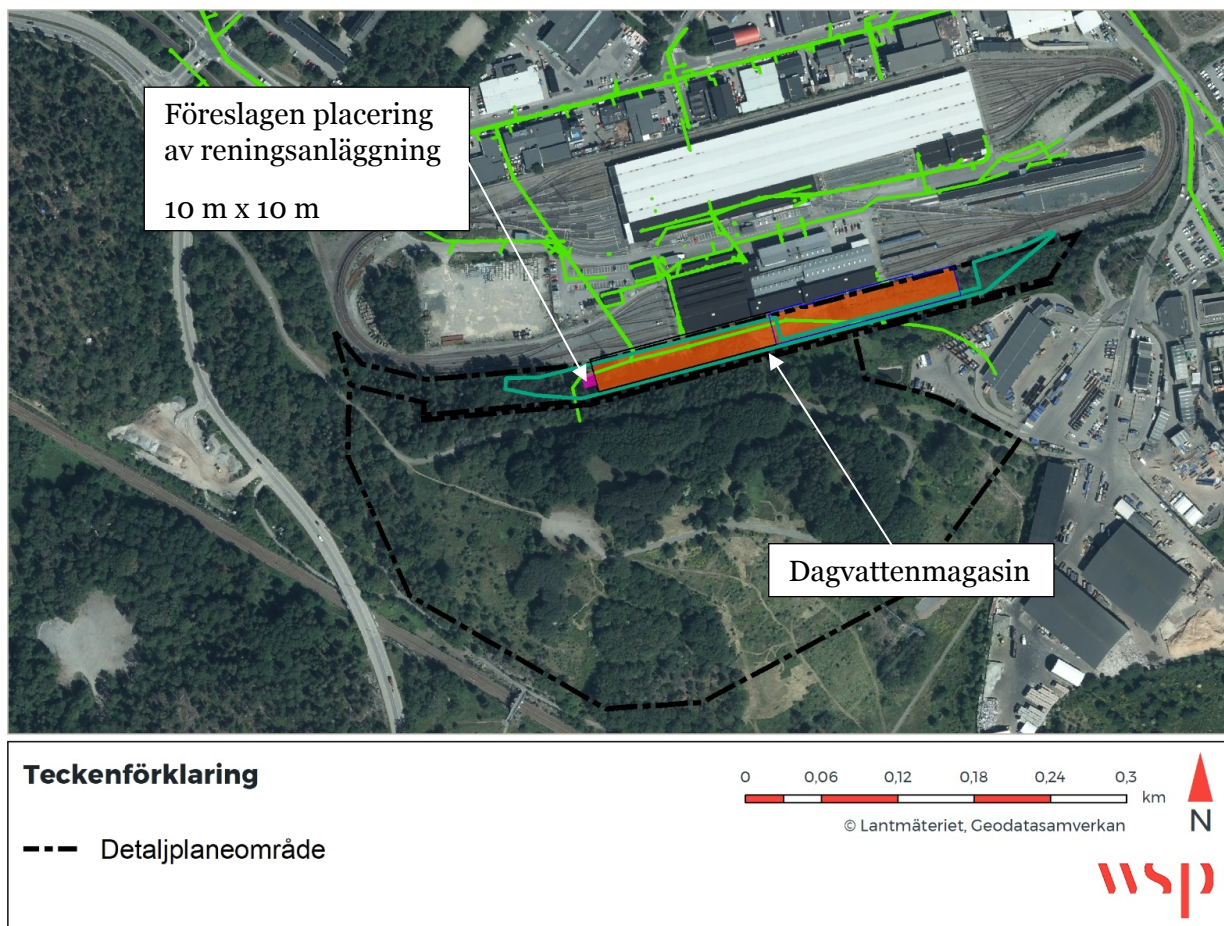 Föreslagen placering
av reningsanläggning
10 m x 10 m
Dagvattenmagasin
Teckenförklaring
Detaljplaneområde
0 0,06 0,12 0,18 0,24 0,3
km
© Lantmäteriet, Geodatasamverkan
N
wsp